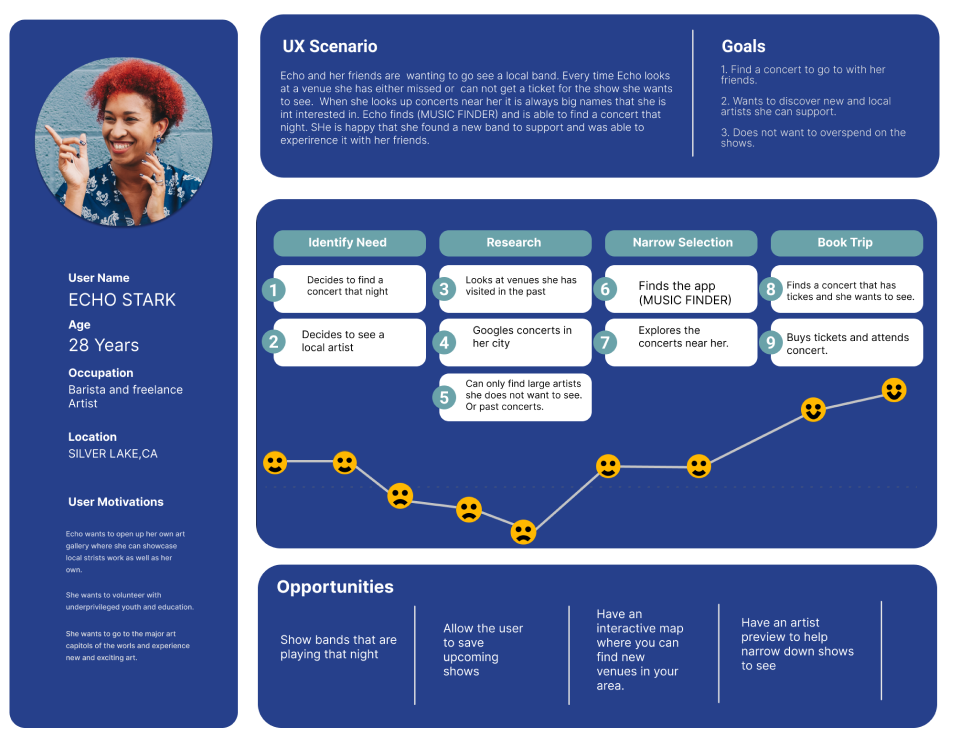 User Name
ECHO STARK
Age
28 Years
Occupation
Barista and freelance
Artist
Location
SILVER LAKE,CA
User Motivations
Echo wants to open up her own art
gallery where she can showcase
local strists work as well as her
own.
She wants to volunteer with
underprivileged youth and education.
She wants to go to the major art
capitols of the worls and experience
new and exciting art.
UX Scenario
Echo and her friends are wanting to go see a local band. Every time Echo looks
at a venue she has either missed or can not get a ticket for the show she wants
to see. When she looks up concerts near her it is always big names that she is
int interested in. Echo finds (MUSIC FINDER) and is able to find a concert that
night. SHe is happy that she found a new band to support and was able to
experirence it with her friends.
Goals
1. Find a concert to go to with her
friends.
2. Wants to discover new and local
artists she can support.
3. Does not want to overspend on the
shows.
Identify Need
1
Decides to find a
concert that night
2
Decides to see a
local artist
Research
3
Looks at venues she has
visited in the past
4
Googles concerts in
her city
5
Can only find large artists
she does not want to see.
Or past concerts.
Narrow Selection
6
Finds the app
(MUSIC FINDER)
7
Explores the
concerts near her.
Book Trip
8
Finds a concert that has
tickes and she wants to see.
9
Buys tickets and attends
concert.
Opportunities
Show bands that are
playing that night
Allow the user
to save
upcoming
shows
Have an
interactive map
where you can
find new
venues in your
area.
Have an artist
preview to help
narrow down shows
to see